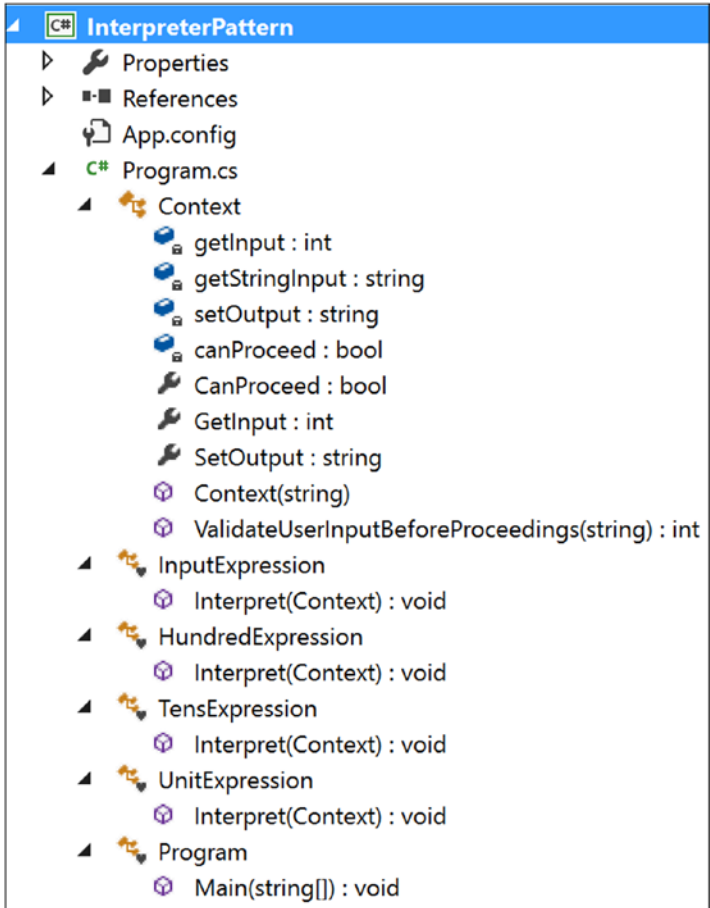 C# InterpreterPattern
Properties
References
App.config
C# Program.cs
Context
getInput : int
getStringInput : string
setOutput : string
canProceed : bool
CanProceed : bool
GetInput : int
SetOutput : string
Context(string)
ValidateUserInputBeforeProceedings(string) : int
InputExpression
Interpret(Context) : void
HundredExpression
Interpret(Context) : void
TensExpression
Interpret(Context) : void
UnitExpression
Interpret(Context) : void
Program
Main(string[]) : void